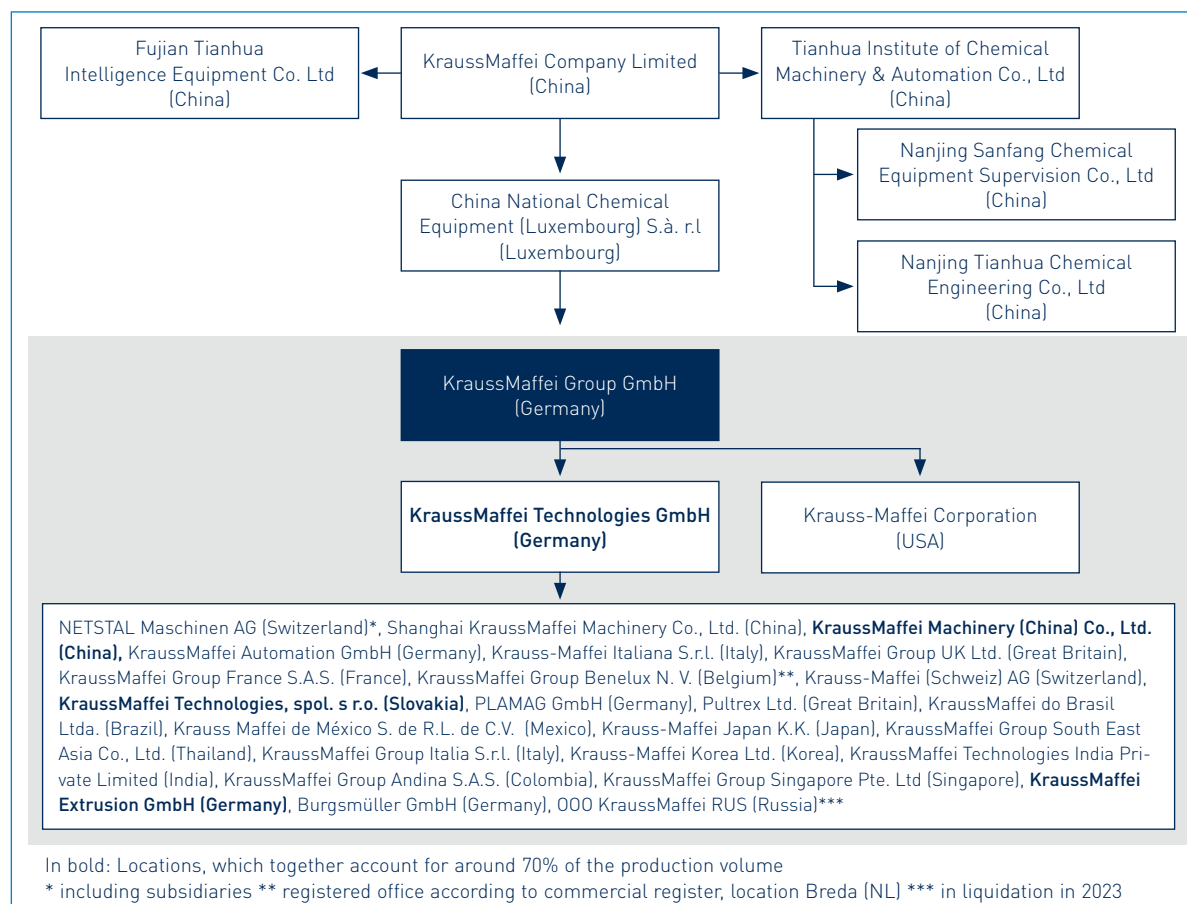 Fujian Tianhua
Intelligence Equipment Co. Ltd
(China)
KraussMaffei Company Limited
(China)
Tianhua Institute of Chemical
Machinery & Automation Co., Ltd
(China)
Nanjing Sanfang Chemical
Equipment Supervision Co., Ltd
(China)
China National Chemical
Equipment (Luxembourg) S.à. r.l
(Luxembourg)
Nanjing Tianhua Chemical
Engineering Co., Ltd
(China)
KraussMaffei Group GmbH
(Germany)
KraussMaffei Technologies GmbH
(Germany)
Krauss-Maffei Corporation
(USA)
NETSTAL Maschinen AG (Switzerland)*, Shanghai KraussMaffei Machinery Co., Ltd. (China), KraussMaffei Machinery (China) Co., Ltd.
(China), KraussMaffei Automation GmbH (Germany), Krauss-Maffei Italiana S.r.l. (Italy), KraussMaffei Group UK Ltd. (Great Britain),
KraussMaffei Group France S.A.S. (France), KraussMaffei Group Benelux N. V. (Belgium)**, Krauss-Maffei (Schweiz) AG (Switzerland),
KraussMaffei Technologies, spol. s r.o. (Slovakia), PLAMAG GmbH (Germany), Pultrex Ltd. (Great Britain), KraussMaffei do Brasil
Ltda. (Brazil), Krauss Maffei de México S. de R.L. de C.V. (Mexico), Krauss-Maffei Japan K.K. (Japan), KraussMaffei Group South East
Asia Co., Ltd. (Thailand), KraussMaffei Group Italia S.r.l. (Italy), Krauss-Maffei Korea Ltd. (Korea), KraussMaffei Technologies India Pri-
vate Limited (India), KraussMaffei Group Andina S.A.S. (Colombia), KraussMaffei Group Singapore Pte. Ltd (Singapore), KraussMaffei
Extrusion GmbH (Germany), Burgsmüller GmbH (Germany), OOO KraussMaffei RUS (Russia)***
In bold: Locations, which together account for around 70% of the production volume
* including subsidiaries ** registered office according to commercial register, location Breda (NL) *** in liquidation in 2023